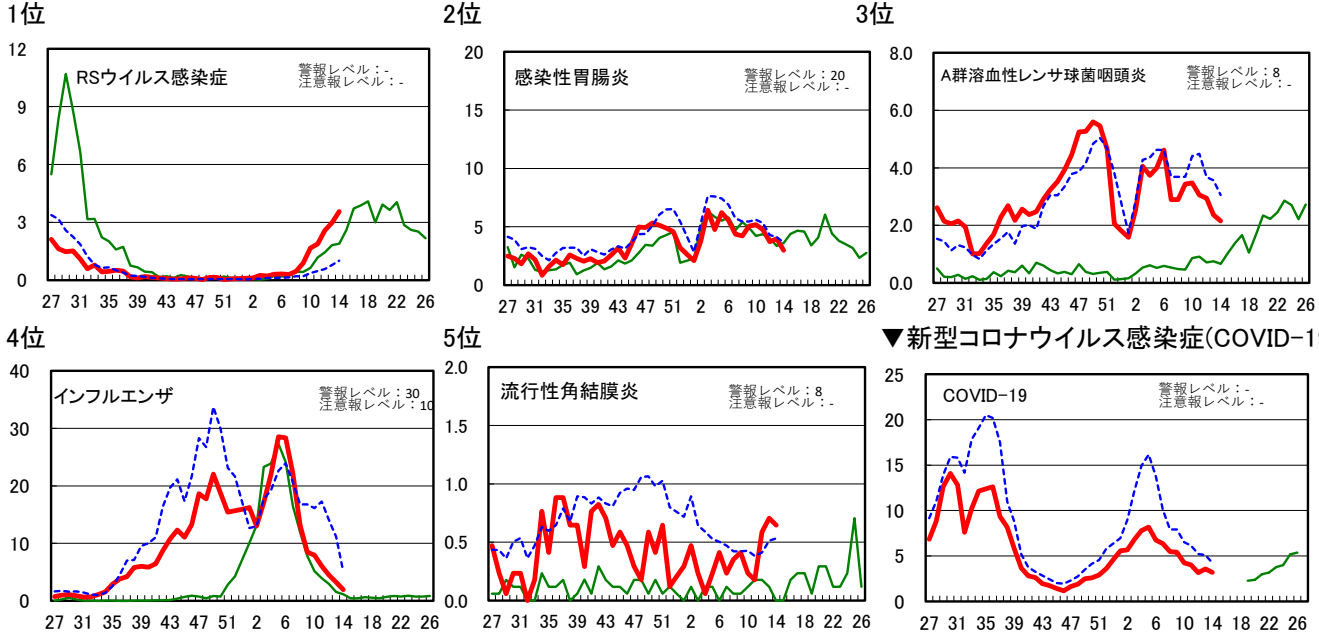 1位
2位
3位
12
9
6
3
0
RSウイルス感染症
警報レベル：-
注意報レベル：-
27 31 35 39 43 47 51 2 6 10 14 18 22 26
20
15
10
5
0
感染性胃腸炎
警報レベル：20
注意報レベル：-
27 31 35 39 43 47 51 2 6 10 14 18 22 26
8.0
6.0
4.0
2.0
0.0
A群溶血性レンサ球菌咽頭炎
警報レベル：8
注意報レベル：-
27 31 35 39 43 47 51 2 6 10 14 18 22 26
4位
5位
▼新型コロナウイルス感染症(COVID-19
40
30
20
10
0
インフルエンザ
警報レベル：30
注意報レベル：10
27 31 35 39 43 47 51 2 6 10 14 18 22 26
2.0
1.5
1.0
0.5
0.0
流行性角結膜炎
警報レベル：8
注意報レベル：-
27 31 35 39 43 47 51 2 6 10 14 18 22 26
25
20
15
10
5
0
COVID-19
警報レベル：-
注意報レベル：-
27 31 35 39 43 47 51 2 6 10 14 18 22 26